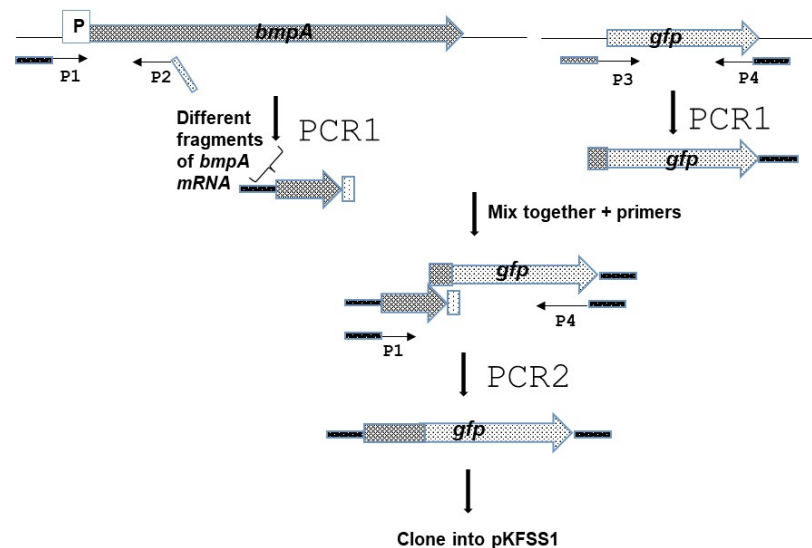 P
bmpA
gfp
P1
P2
P3
P4
Different
fragments
of bmpA
mRNA
PCR1
PCR1
gfp
Mix together + primers
gfp
P4
P1
PCR2
gfp
Clone into pKFSS1